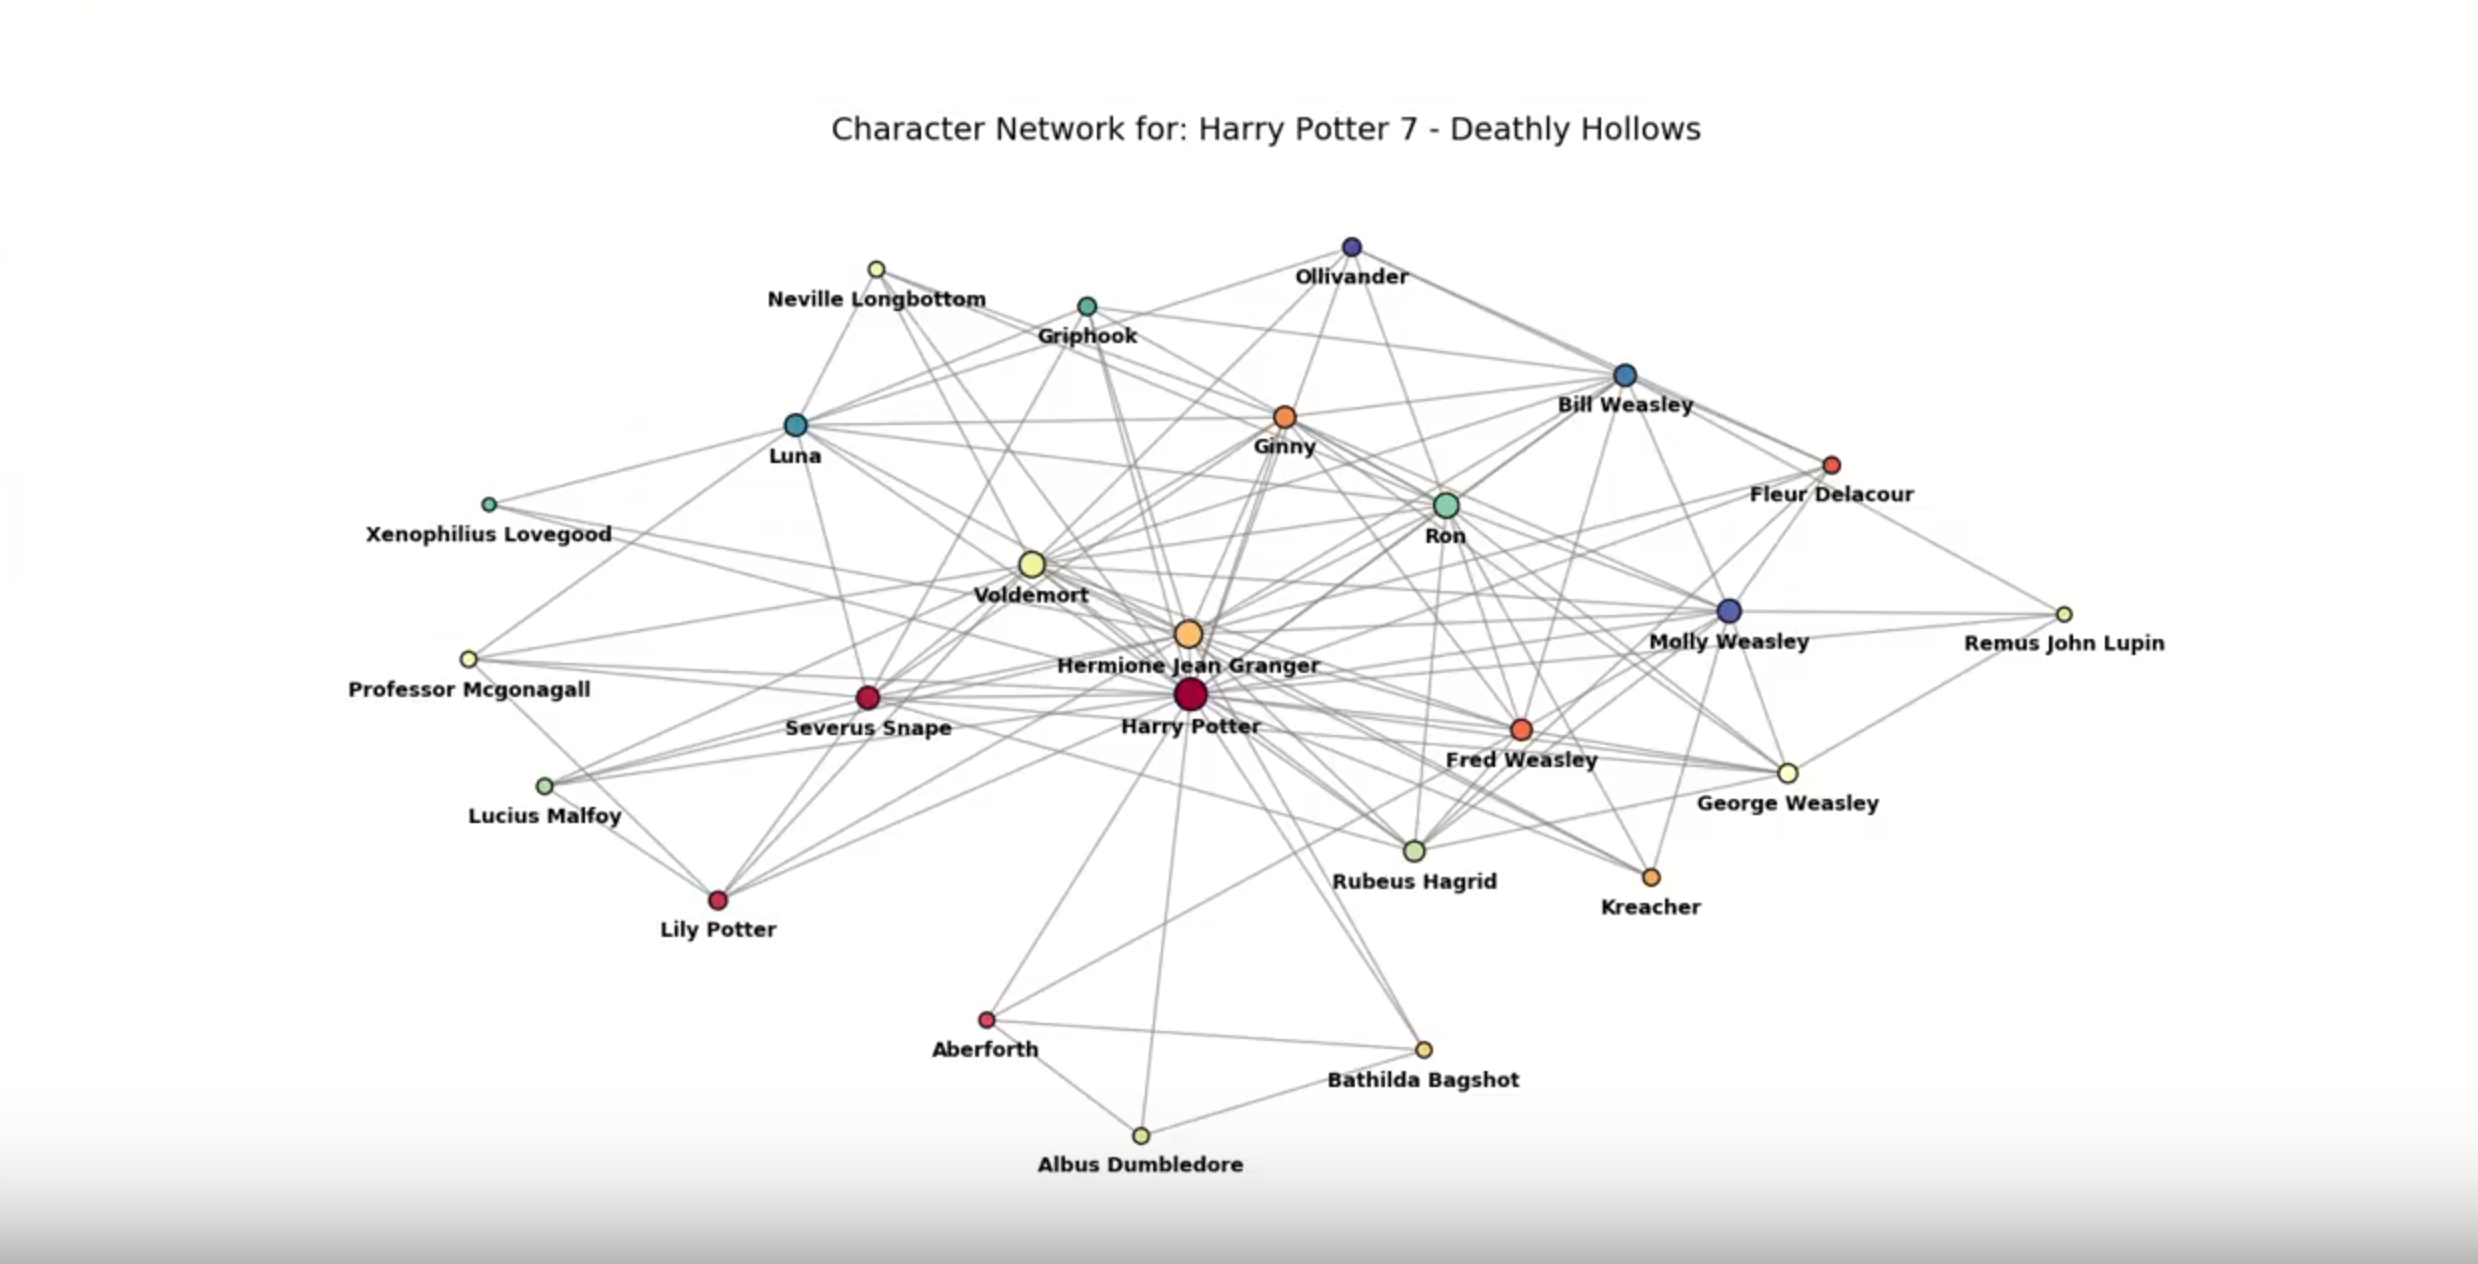 Character Network for: Harry Potter 7 - Deathly Hollows
Ollivander
Neville Longbottom
Griphook
Bill Weasley
Ginny
Luna
Fleur Delacour
Xenophilius Lovegood
Ron
Voldemort
Molly Weasley
Remus John Lupin
Hermione Jean Granger
Professor Mcgonagall
Severus Snape
Harry Potter
Fred Weasley
George Weasley
Lucius Malfoy
Rubeus Hagrid
Kreacher
Lily Potter
Aberforth
Bathilda Bagshot
Albus Dumbledore